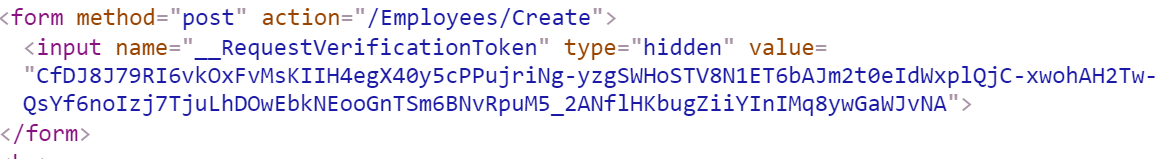 <form method="post" action="/Employees/Create">
<input name="__RequestVerificationToken" type="hidden" value=
"CfDJ8J79RI6vkOxFvMsKIIH4egX40y5cPPujriNg-yzgSWHoSTV8N1ET6bAJm2t0eIdWxplQjC-xwohAH2Tw-
QsYf6noIzj7TjuLhDOwEbkNEooGnTSm6BNvRpuM5_2ANflHKbugZiiYInIMq8ywGaWJvNA">
</form>